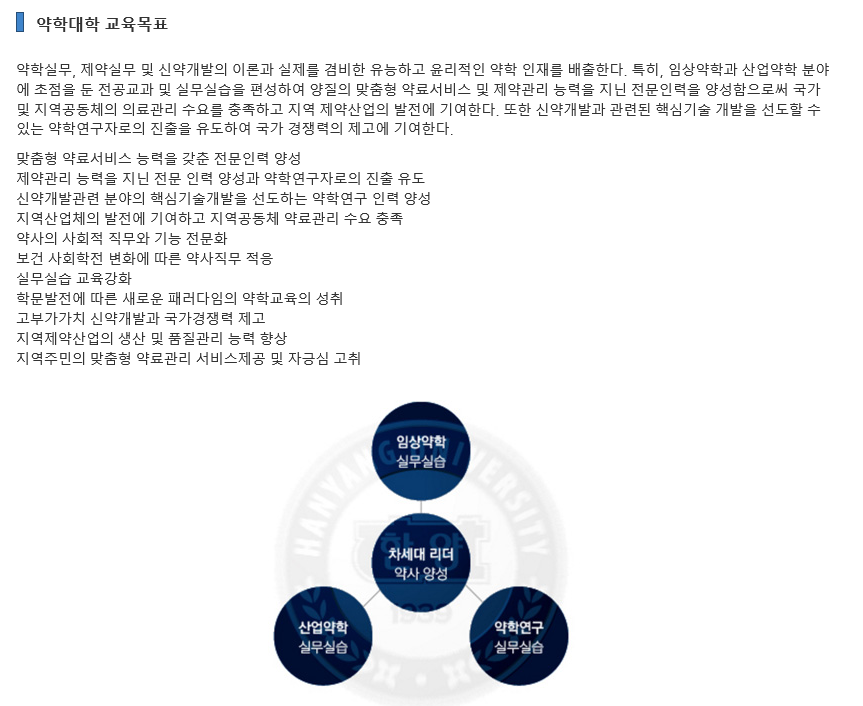 약학대학 교육목표
약학실무, 제약실무 및 신약개발의 이론과 실제를 겸비한 유능하고 윤리적인 약학 인재를 배출한다. 특히, 임상약학과 산업약학 분야
에 초점을 둔 전공교과 및 실무실습을 편성하여 양질의 맞춤형 약료서비스 및 제약관리 능력을 지닌 전문인력을 양성함으로써 국가
및 지역공동체의 의료관리 수요를 충족하고 지역 제약산업의 발전에 기여한다. 또한 신약개발과 관련된 핵심기술 개발을 선도할 수
있는 약학연구자로의 진출을 유도하여 국가 경쟁력의 제고에 기여한다.
맞춤형 약료서비스 능력을 갖춘 전문인력 양성
제약관리 능력을 지닌 전문 인력 양성과 약학연구자로의 진출 유도
신약개발관련 분야의 핵심기술개발을 선도하는 약학연구 인력 양성
지역산업체의 발전에 기여하고 지역공동체 약료관리 수요 충족
약사의 사회적 직무와 기능 전문화
보건 사회학전 변화에 따른 약사직무 적응
실무실습 교육강화
학문발전에 따른 새로운 패러다임의 약학교육의 성취
고부가가치 신약개발과 국가경쟁력 제고
지역제약산업의 생산 및 품질관리 능력 향상
지역주민의 맞춤형 약료관리 서비스제공 및 자긍심 고취
임상약학
실무실습
HANYANG UNIVERSITY
한양
차세대 리더
약사 양성
1939
산업약학
실무실습
약학연구
실무실습